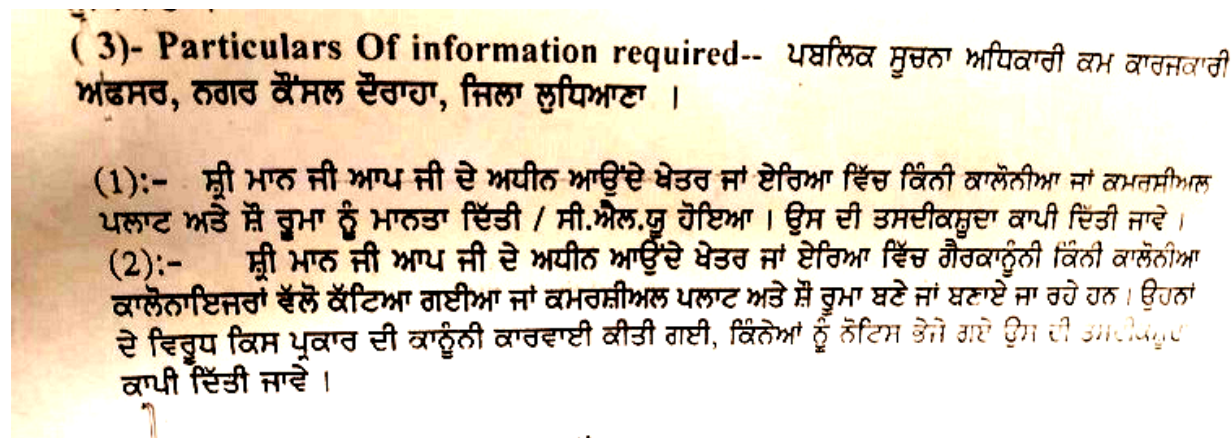 ( 3)- Particulars Of information required-- ਪਬਲਿਕ ਸੂਚਨਾ ਅਧਿਕਾਰੀ ਕਮ ਕਾਰਜਕਾਰੀ
ਅਫਸਰ, ਨਗਰ ਕੌਂਸਲ ਦੌਰਾਹਾ, ਜਿਲਾ ਲੁਧਿਆਣਾ ।
(1):- ਸ਼੍ਰੀ ਮਾਨ ਜੀ ਆਪ ਜੀ ਦੇ ਅਧੀਨ ਆਉਂਦੇ ਖੇਤਰ ਜਾਂ ਏਰਿਆ ਵਿੱਚ ਕਿੰਨੀ ਕਾਲੋਨੀਆ ਜਾਂ ਕਮਰਸੀਅਲ
ਪਲਾਟ ਅਤੇ ਸ਼ੌ ਰੂਮਾ ਨੂੰ ਮਾਨਤਾ ਦਿੱਤੀ / ਸੀ.ਐਲ.ਯੂ ਹੋਇਆ । ਉਸ ਦੀ ਤਸਦੀਕਸ਼ੂਦਾ ਕਾਪੀ ਦਿੱਤੀ ਜਾਵੇ ।
(2):- ਸ਼੍ਰੀ ਮਾਨ ਜੀ ਆਪ ਜੀ ਦੇ ਅਧੀਨ ਆਉਂਦੇ ਖੇਤਰ ਜਾਂ ਏਰਿਆ ਵਿੱਚ ਗੈਰਕਾਨੂੰਨੀ ਕਿੰਨੀ ਕਾਲੋਨੀਆ
ਕਾਲੋਨਾਇਜਰਾਂ ਵੱਲੋ ਕੱਟਿਆ ਗਈਆ ਜਾਂ ਕਮਰਸ਼ੀਅਲ ਪਲਾਟ ਅਤੇ ਸ਼ੌ ਰੂਮਾ ਬਣੇ ਜਾਂ ਬਣਾਏ ਜਾ ਰਹੇ ਹਨ । ਉਹਨਾਂ
ਦੇ ਵਿਰੂਧ ਕਿਸ ਪ੍ਰਕਾਰ ਦੀ ਕਾਨੂੰਨੀ ਕਾਰਵਾਈ ਕੀਤੀ ਗਈ, ਕਿੰਨੇਆਂ ਨੂੰ ਨੋਟਿਸ ਭੇਜੇ ਗਏ ਉਸ ਦੀ ਤਸਦੀਕਸ਼ੂਦਾ
ਕਾਪੀ ਦਿੱਤੀ ਜਾਵੇ ।